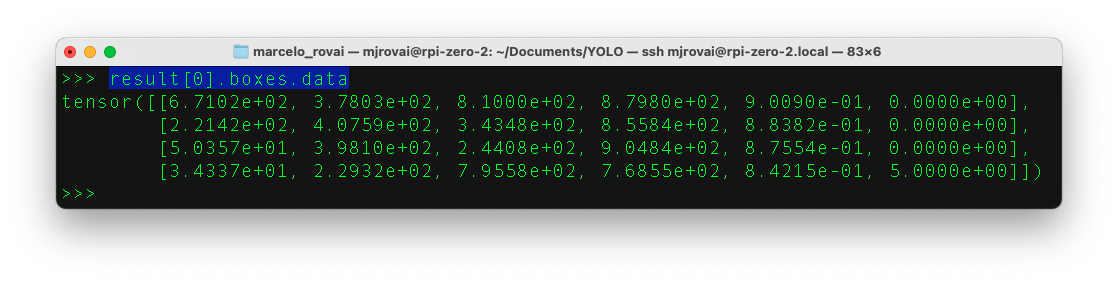 marcelo_rovai — mjrovai@rpi-zero-2: ~/Documents/YOLO — ssh mjrovai@rpi-zero-2.local — 83×6
>>> result[0].boxes.data
tensor([[6.7102e+02, 3.7803e+02, 8.1000e+02, 8.7980e+02, 9.0090e-01, 0.0000e+00],
        [2.2142e+02, 4.0759e+02, 3.4348e+02, 8.5584e+02, 8.8382e-01, 0.0000e+00],
        [5.0357e+01, 3.9810e+02, 2.4408e+02, 9.0484e+02, 8.7554e-01, 0.0000e+00],
        [3.4337e+01, 2.2932e+02, 7.9558e+02, 7.6855e+02, 8.4215e-01, 5.0000e+00]])
>>>